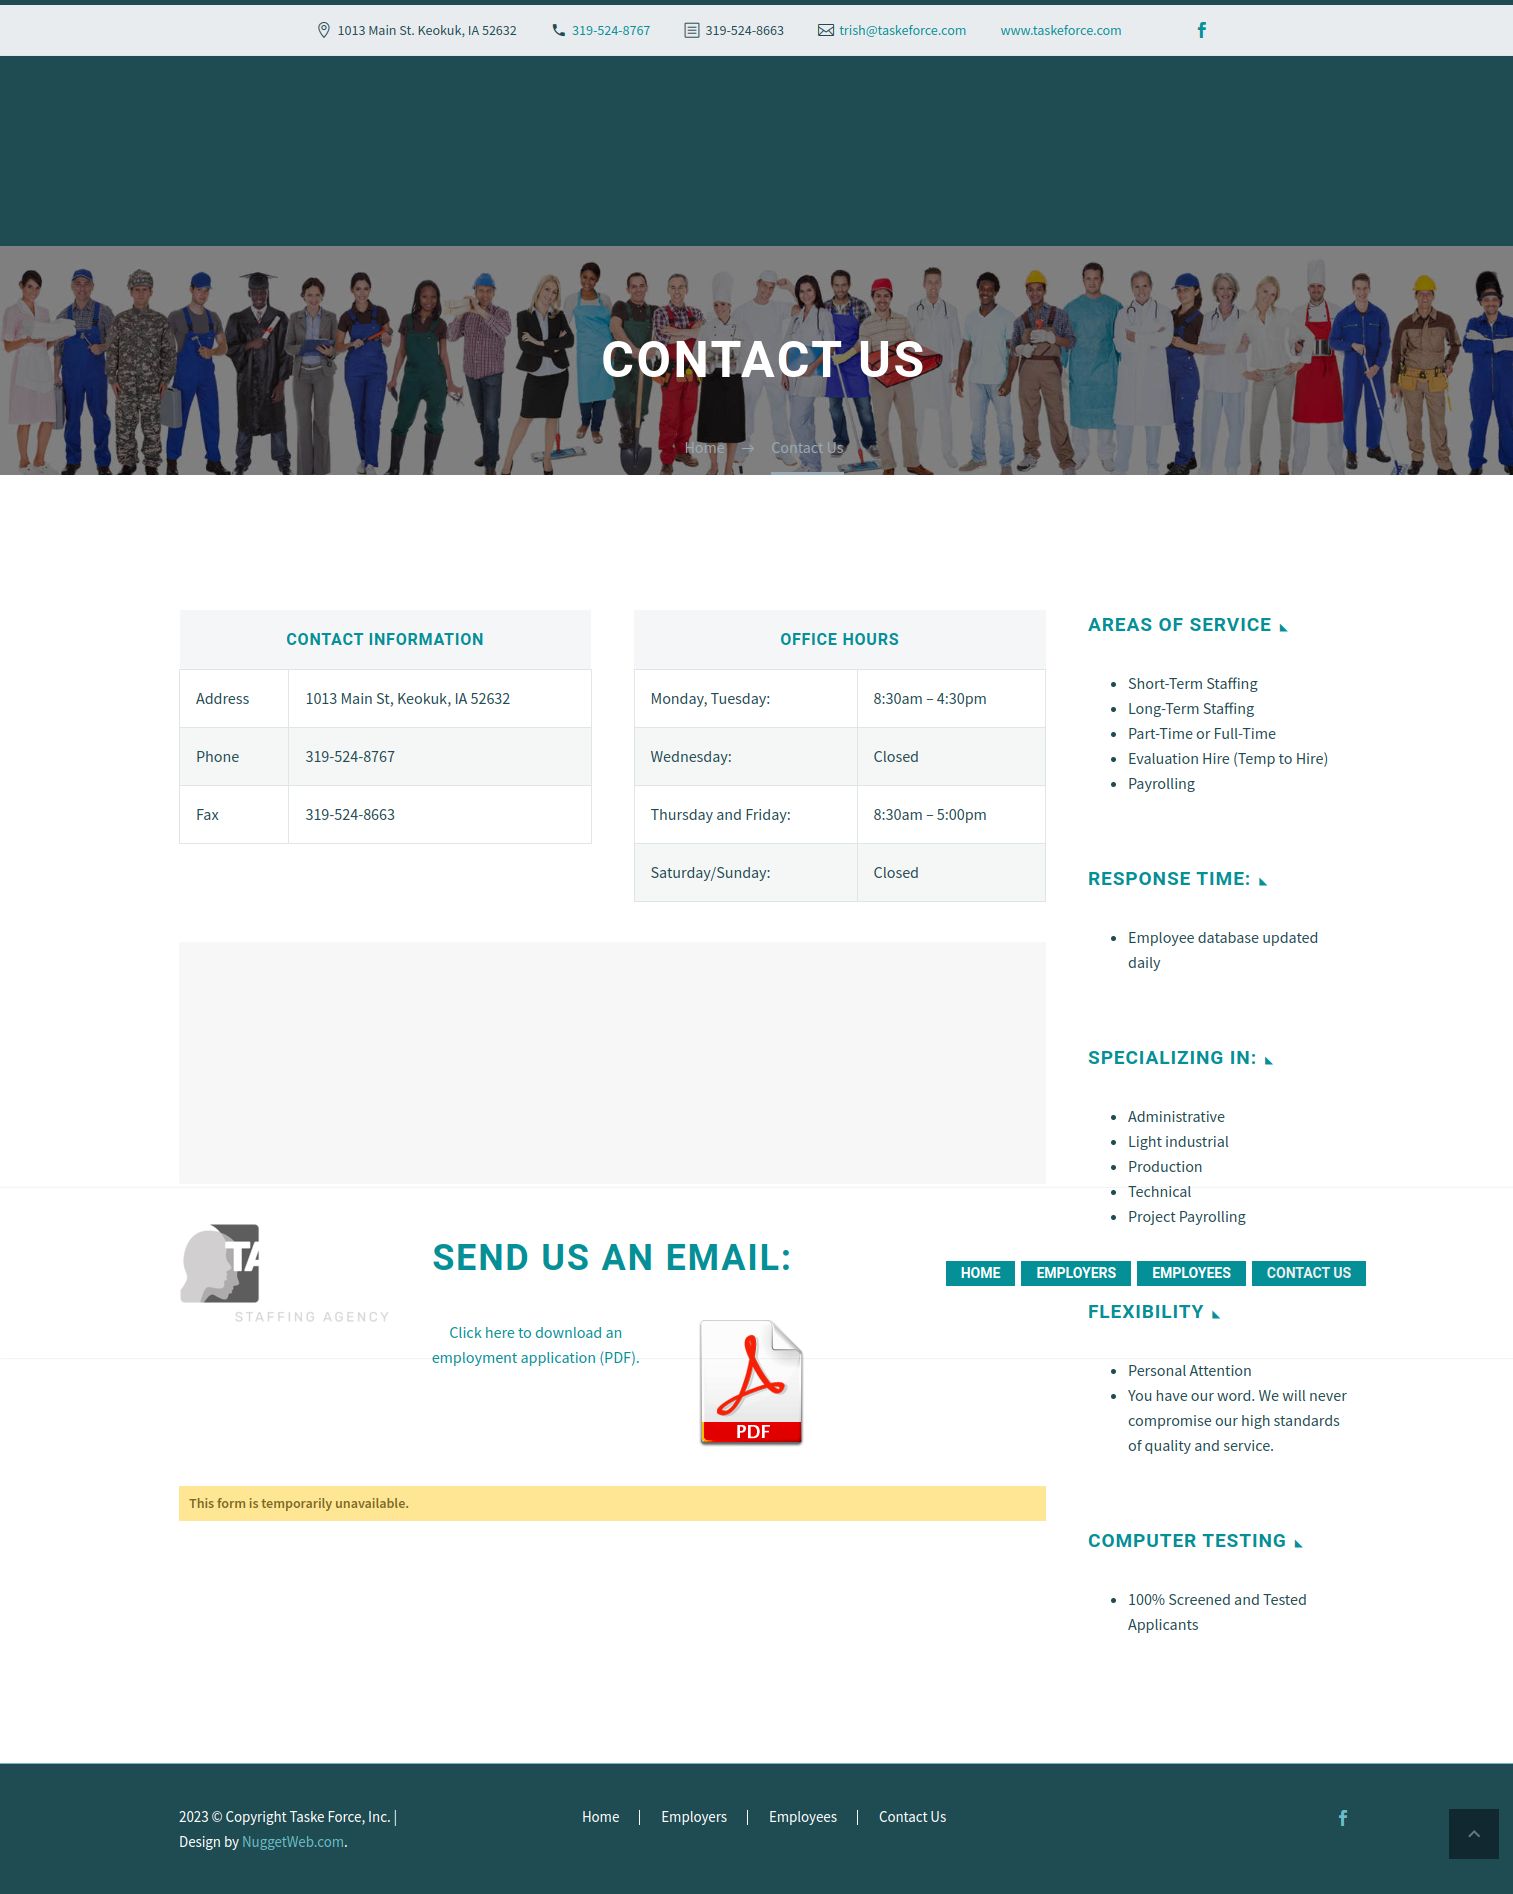 1013 Main St. Keokuk, IA 52632
319-524-8767
319-524-8663
trish@taskeforce.com
www.taskeforce.com
CONTACT US
Home → Contact Us
CONTACT INFORMATION
Address 1013 Main St, Keokuk, IA 52632
Phone 319-524-8767
Fax 319-524-8663
OFFICE HOURS
Monday, Tuesday: 8:30am – 4:30pm
Wednesday: Closed
Thursday and Friday: 8:30am – 5:00pm
Saturday/Sunday: Closed
AREAS OF SERVICE
Short-Term Staffing
Long-Term Staffing
Part-Time or Full-Time
Evaluation Hire (Temp to Hire)
Payrolling
RESPONSE TIME:
Employee database updated
daily
SPECIALIZING IN:
Administrative
Light industrial
Production
Technical
Project Payrolling
TA
STAFFING AGENCY
SEND US AN EMAIL:
HOME EMPLOYERS EMPLOYEES CONTACT US
Click here to download an
employment application (PDF).
PDF
FLEXIBILITY
Personal Attention
You have our word. We will never
compromise our high standards
of quality and service.
This form is temporarily unavailable.
COMPUTER TESTING
100% Screened and Tested
Applicants
2023 © Copyright Taske Force, Inc. |
Design by NuggetWeb.com.
Home | Employers | Employees | Contact Us